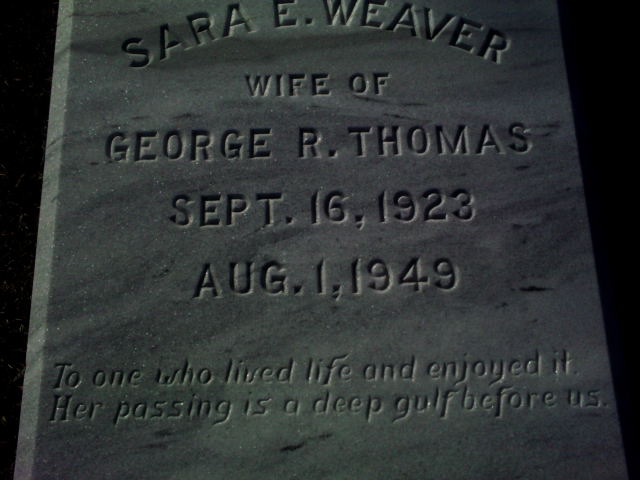 SARA E. WEAVER
WIFE OF
GEORGE R. THOMAS
SEPT. 16, 1923
AUG. 1, 1949
To one who lived life and enjoyed it.
Her passing is a deep gulf before us.